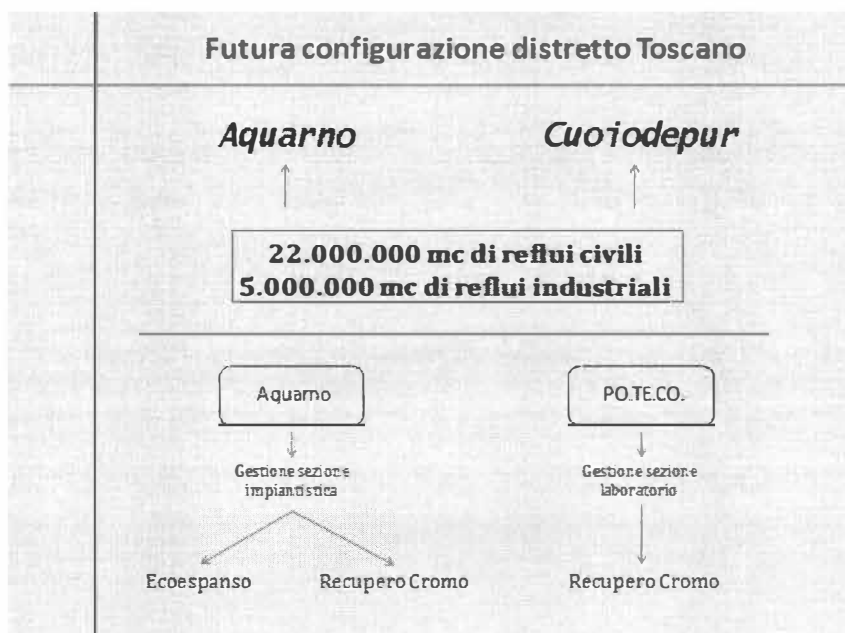 Futura configurazione distretto Toscano
Aquarno Cuoiodepur
22.000.000 mc di reflui civili
5.000.000 mc di reflui industriali
Aquarno PO.TE.CO.
Gestione sezione Gestione sezione
impiantistica laboratorio
Ecoespanso Recupero Cromo Recupero Cromo